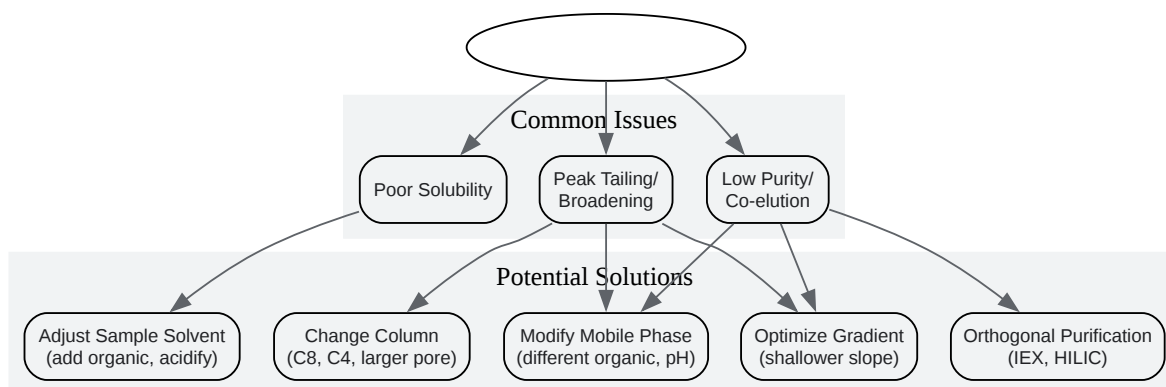 Common Issues
Poor Solubility
Peak Tailing/
Broadening
Low Purity/
Co-elution
Potential Solutions
Adjust Sample Solvent
(add organic, acidify)
Change Column
(C8, C4, larger pore)
Modify Mobile Phase
(different organic, pH)
Optimize Gradient
(shallower slope)
Orthogonal Purification
(IEX, HILIC)